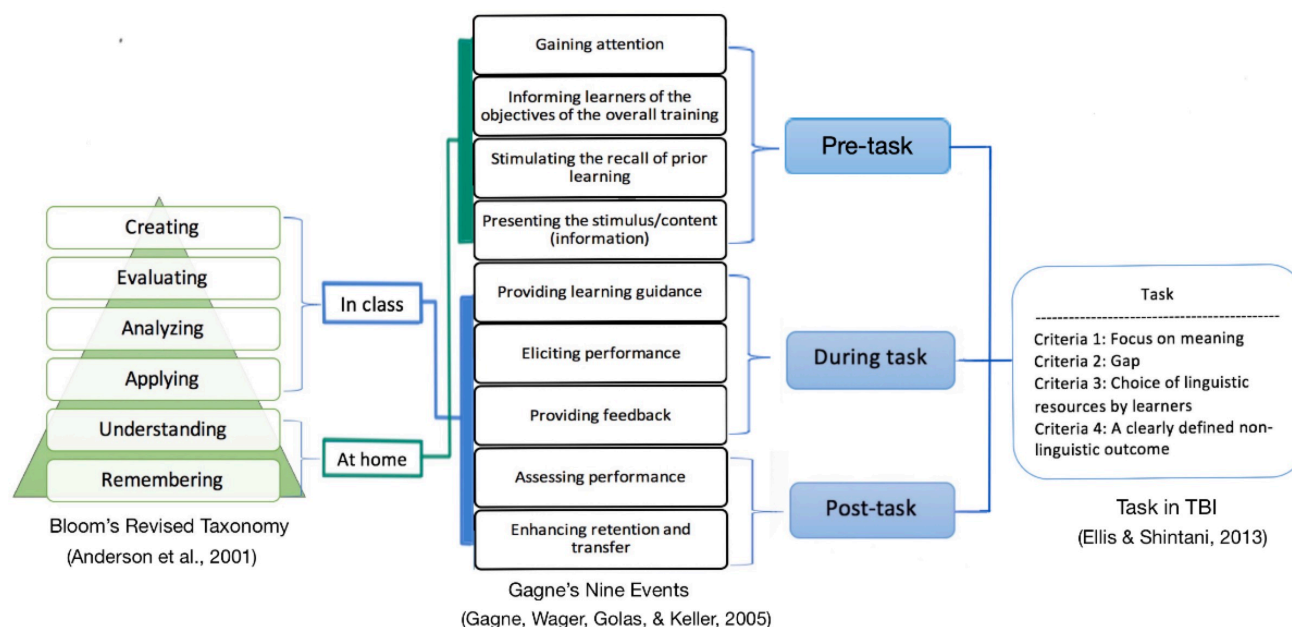 Creating
Evaluating
Analyzing
Applying
Understanding
Remembering
Bloom's Revised Taxonomy
(Anderson et al., 2001)
In class
At home
Gaining attention
Informing learners of the
objectives of the overall training
Stimulating the recall of prior
learning
Presenting the stimulus/content
(information)
Providing learning guidance
Eliciting performance
Providing feedback
Assessing performance
Enhancing retention and
transfer
Gagne's Nine Events
(Gagne, Wager, Golas, & Keller, 2005)
Pre-task
During task
Post-task
Task
Criteria 1: Focus on meaning
Criteria 2: Gap
Criteria 3: Choice of linguistic
resources by learners
Criteria 4: A clearly defined non-
linguistic outcome
Task in TBI
(Ellis & Shintani, 2013)